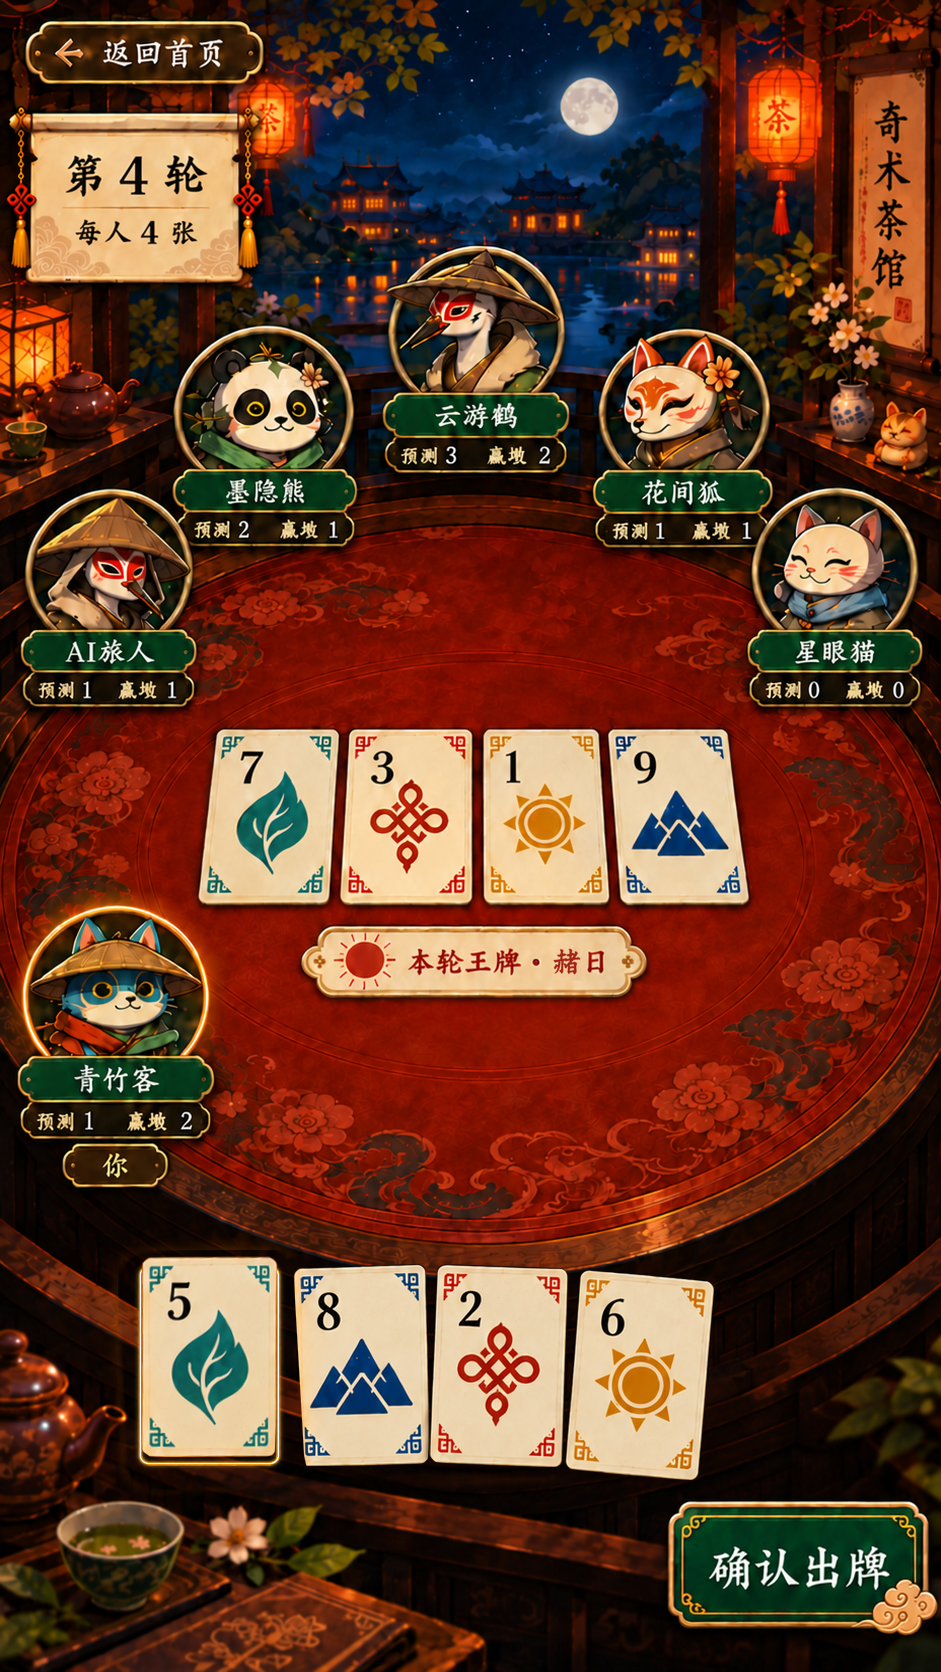 返回首页
第 4 轮
每人 4 张
茶
茶
奇术茶馆
云游鹤
预测 3 赢墩 2
墨隐熊
预测 2 赢墩 1
花间狐
预测 1 赢墩 1
AI旅人
预测 1 赢墩 1
星眼猫
预测 0 赢墩 0
7
3
1
9
本轮王牌·赭日
青竹客
预测 1 赢墩 2
你
5
8
2
6
确认出牌